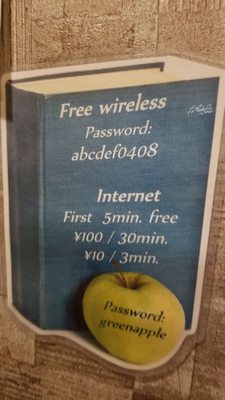 Free wireless
Password:
abcdef0408
Internet
First 5min. free
¥100 / 30min.
¥10 / 3min.
Password:
greenapple